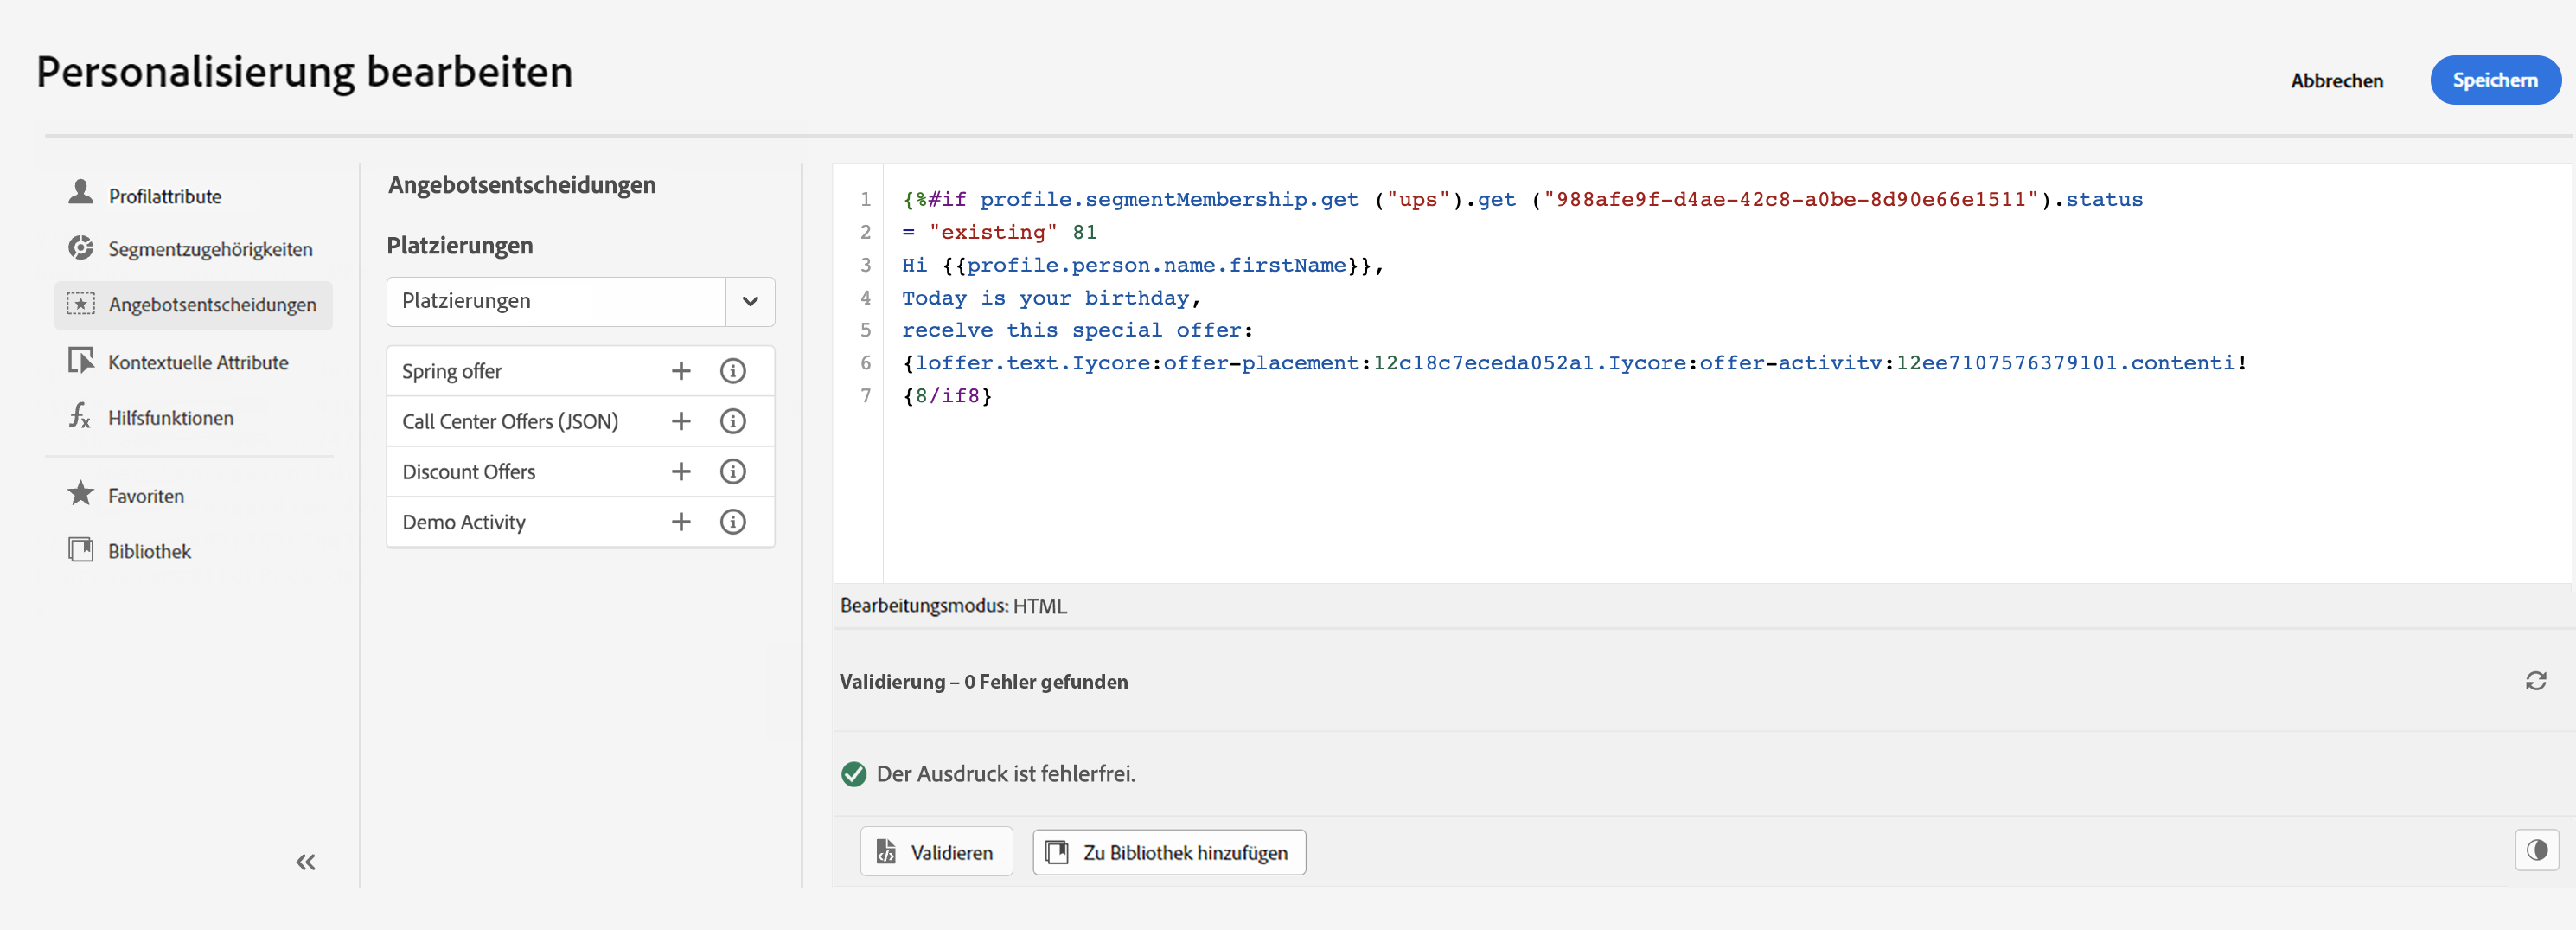 Personalisierung bearbeiten
Abbrechen
Speichern
Profilattribute
Segmentzugehörigkeiten
Angebotsentscheidungen
Kontextuelle Attribute
Hilfsfunktionen
Favoriten
Bibliothek
Angebotsentscheidungen
Platzierungen
Platzierungen
Spring offer
Call Center Offers (JSON)
Discount Offers
Demo Activity
1 {%#if profile.segmentMembership.get ("ups").get ("988afe9f-d4ae-42c8-a0be-8d90e66e1511").status
2 = "existing" 81
3 Hi {{profile.person.name.firstName}},
4 Today is your birthday,
5 recelve this special offer:
6 {loffer.text.Iycore:offer-placement:12c18c7eceda052a1.Iycore:offer-activitv:12ee7107576379101.contenti!
7 {8/if8}
Bearbeitungsmodus: HTML
Validierung – 0 Fehler gefunden
Der Ausdruck ist fehlerfrei.
Validieren
Zu Bibliothek hinzufügen